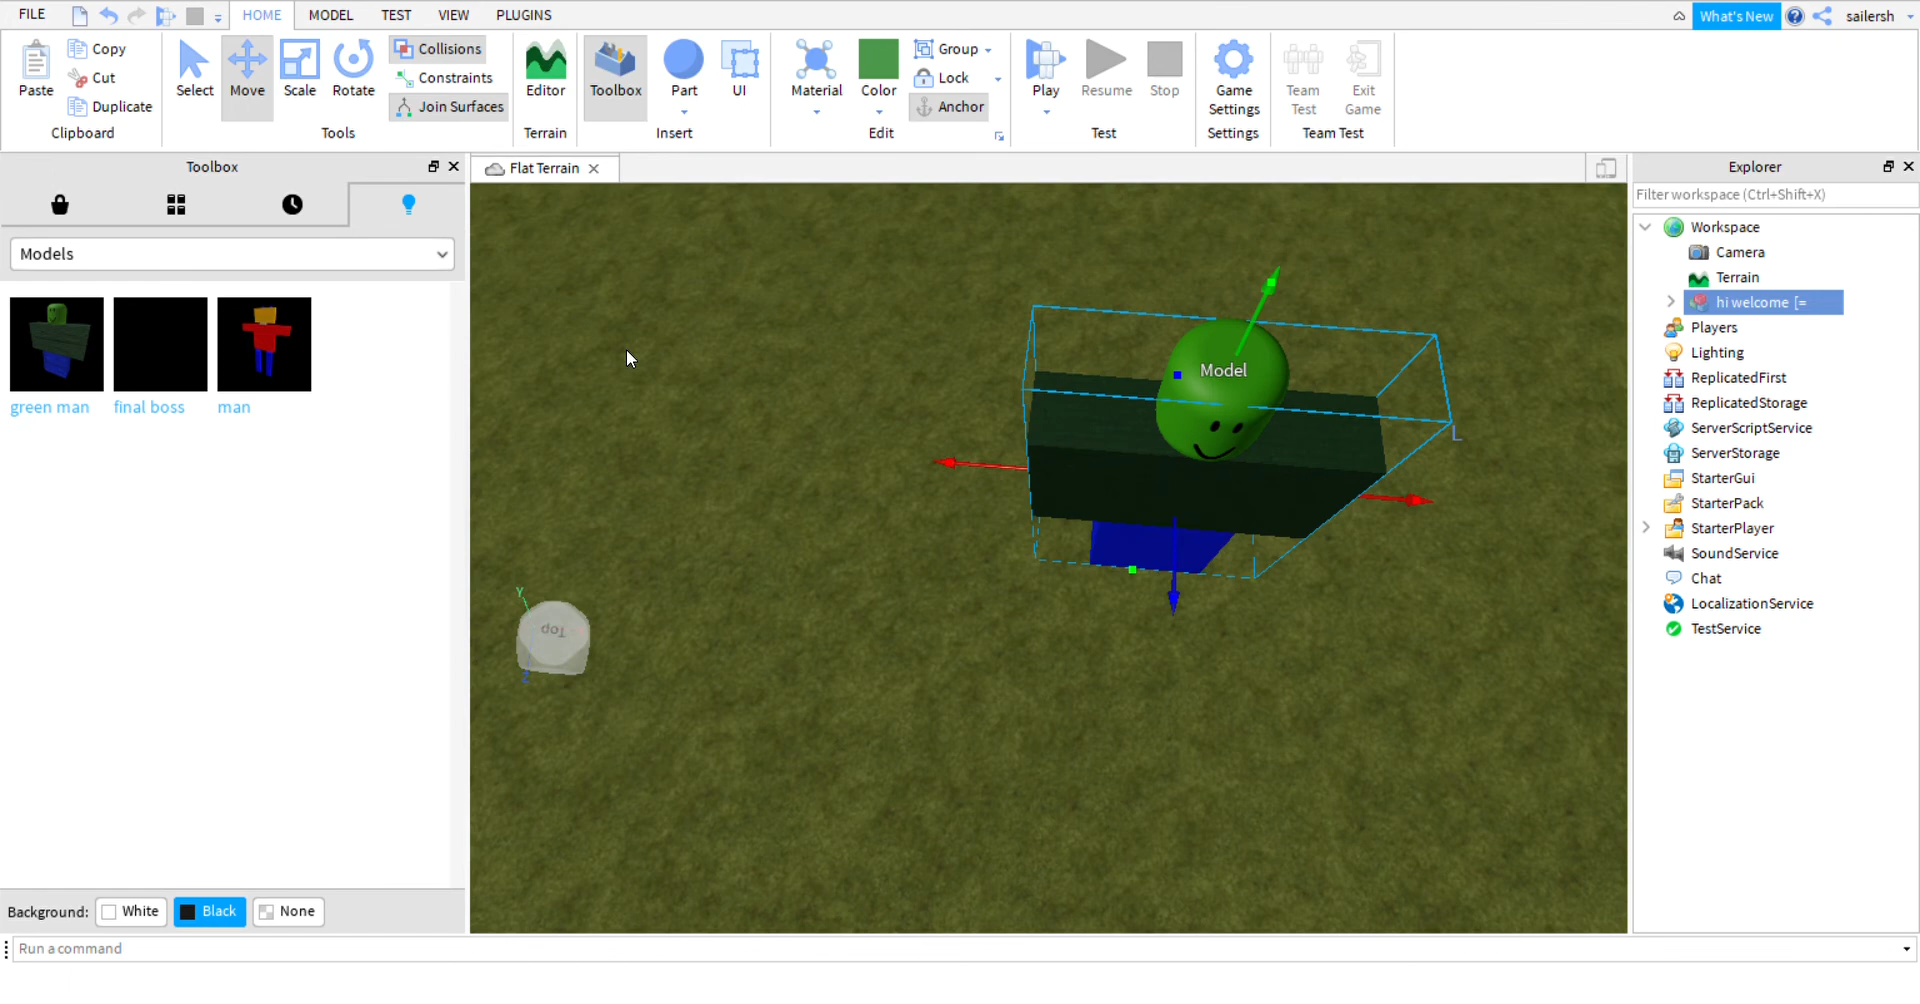 FILE HOME MODEL TEST VIEW PLUGINS What's New sailersh
Copy
Cut
Duplicate
Paste
Clipboard
Select Move Scale Rotate
Collisions
Constraints
Join Surfaces
Tools
Editor
Terrain
Toolbox Part UI
Insert
Material Color
Group
Lock
Anchor
Edit
Play Resume Stop
Test
Game
Settings
Settings
Team
Test
Exit
Game
Team Test
Toolbox
Models
green man final boss man
Background: White Black None
Run a command
Flat Terrain
Model
L
Top
Y
Z
Explorer
Filter workspace (Ctrl+Shift+X)
Workspace
Camera
Terrain
hi welcome [=
Players
Lighting
ReplicatedFirst
ReplicatedStorage
ServerScriptService
ServerStorage
StarterGui
StarterPack
StarterPlayer
SoundService
Chat
LocalizationService
TestService